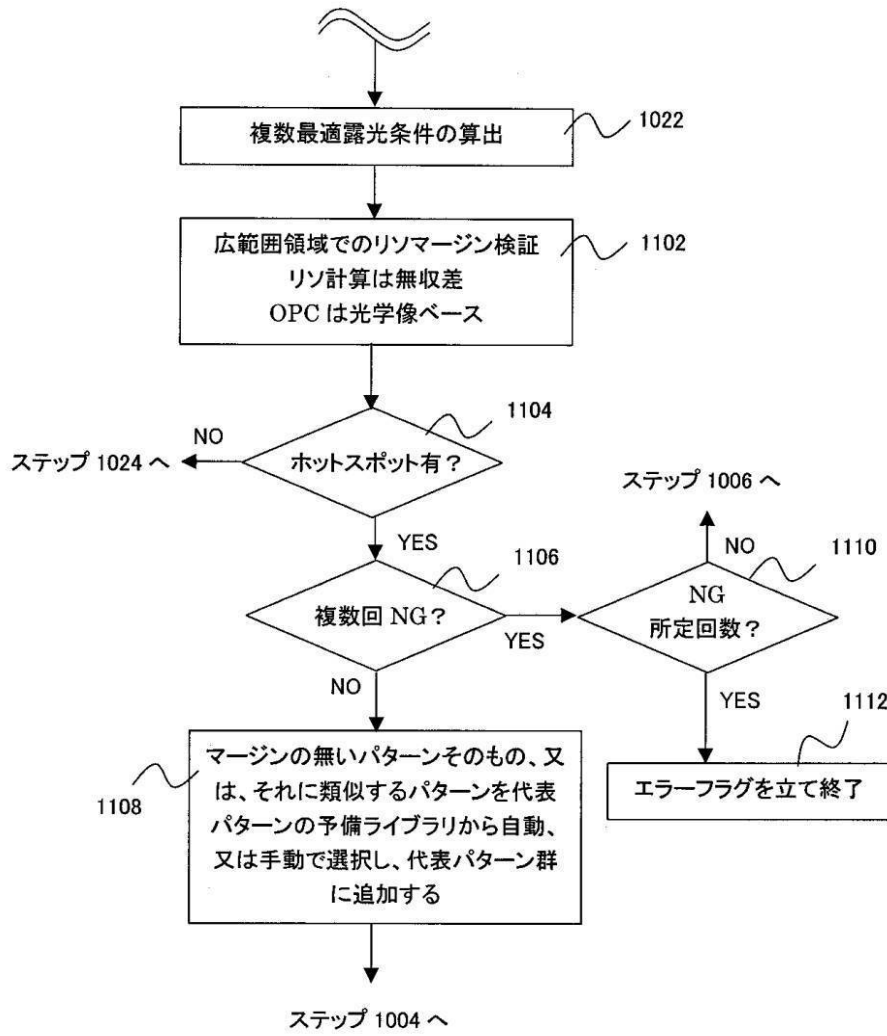 複数最適露光条件の算出
1022
広範囲領域でのリソマージン検証
リソ計算は無収差
OPC は光学像ベース
1102
1104
ホットスポット有？
NO
ステップ 1024 へ
YES
1106
複数回 NG？
YES
ステップ 1006 へ
NO
1110
NG
所定回数？
YES
1112
エラーフラグを立て終了
NO
1108
マージンの無いパターンそのもの、又
は、それに類似するパターンを代表
パターンの予備ライブラリから自動、
又は手動で選択し、代表パターン群
に追加する
ステップ 1004 へ